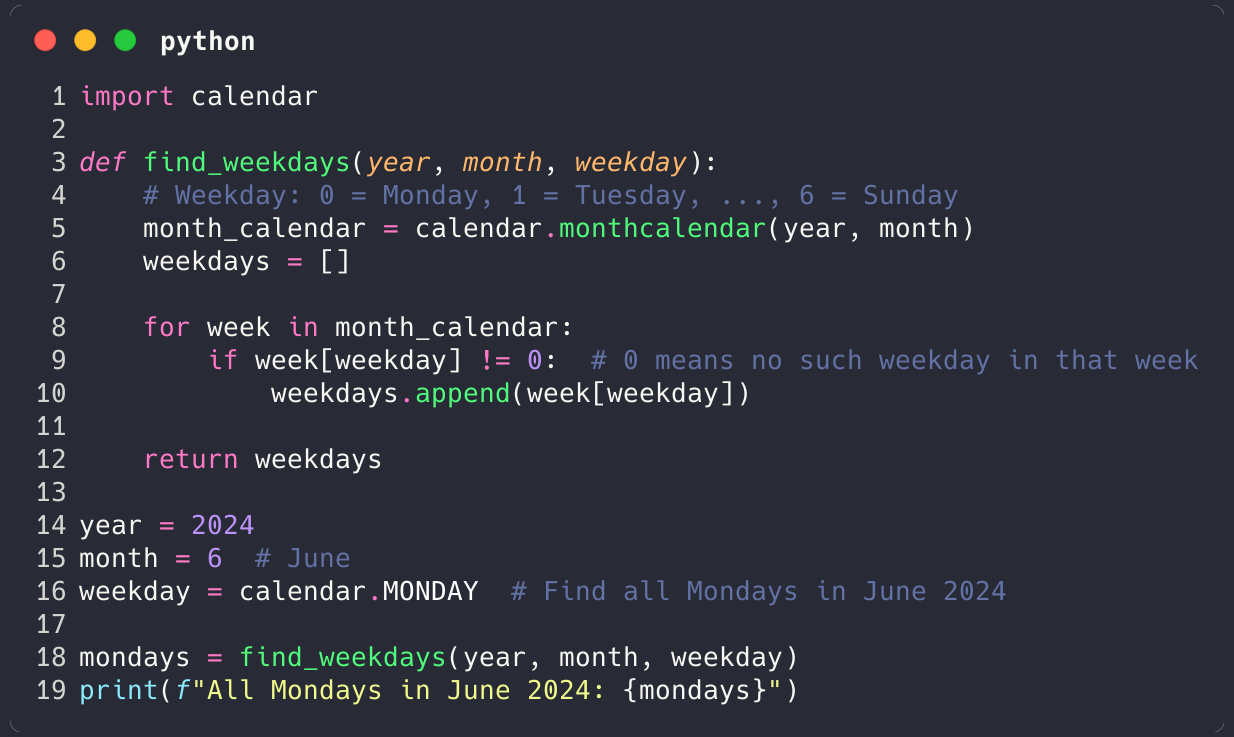 python
1 import calendar
2
3 def find_weekdays(year, month, weekday):
4     # Weekday: 0 = Monday, 1 = Tuesday, ..., 6 = Sunday
5     month_calendar = calendar.monthcalendar(year, month)
6     weekdays = []
7
8     for week in month_calendar:
9         if week[weekday] != 0:  # 0 means no such weekday in that week
10             weekdays.append(week[weekday])
11
12     return weekdays
13
14 year = 2024
15 month = 6  # June
16 weekday = calendar.MONDAY  # Find all Mondays in June 2024
17
18 mondays = find_weekdays(year, month, weekday)
19 print(f"All Mondays in June 2024: {mondays}")